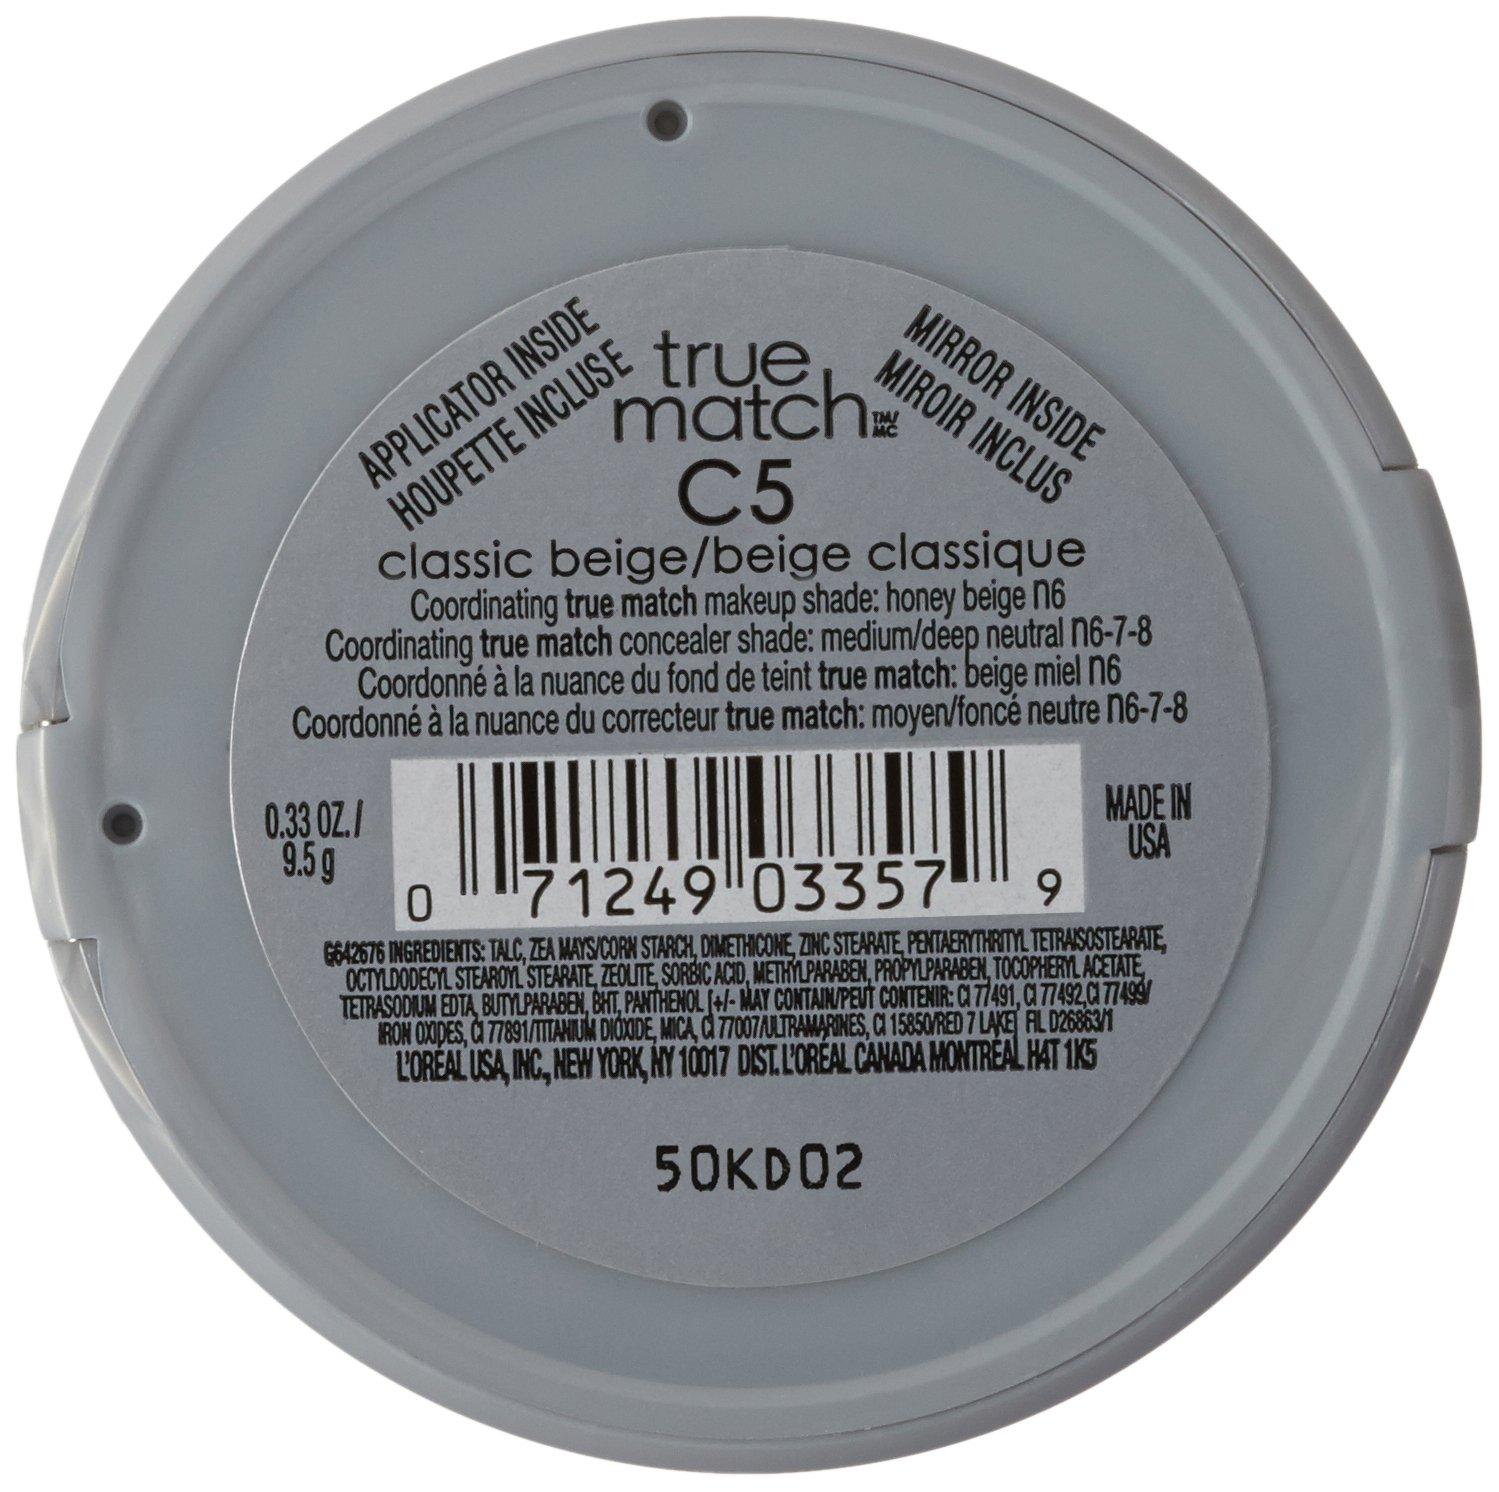 APPLICATOR INSIDE
HOUPETTE INCLUSE
true
match TM/
MC
MIRROR INSIDE
MIROIR INCLUS
C5
classic beige/beige classique
Coordinating true match makeup shade: honey beige n6
Coordinating true match concealer shade: medium/deep neutral n6-7-8
Coordonné à la nuance du fond de teint true match: beige miel n6
Coordonné à la nuance du correcteur true match: moyen/foncé neutre n6-7-8
0.33 OZ./
9.5 g
MADE IN
USA
0 71249 03357 9
G642676 INGREDIENTS: TALC, ZEA MAYS/CORN STARCH, DIMETHICONE, ZINC STEARATE, PENTAERYTHRITYL TETRAISOSTEARATE,
OCTYLDODECYL STEAROYL STEARATE, ZEOLITE, SORBIC ACID, METHYLPARABEN, PROPYLPARABEN, TOCOPHERYL ACETATE,
TETRASODIUM EDTA, BUTYLPARABEN, BHT, PANTHENOL [+/- MAY CONTAIN/PEUT CONTENIR: CI 77491, CI 77492,CI 77499/
IRON OXIDES, CI 77891/TITANIUM DIOXIDE, MICA, CI 77007/ULTRAMARINES, CI 15850/RED 7 LAKE] FIL D26863/1
L'OREAL USA, INC., NEW YORK, NY 10017 DIST. L'OREAL CANADA MONTREAL H4T 1K5
50KD02